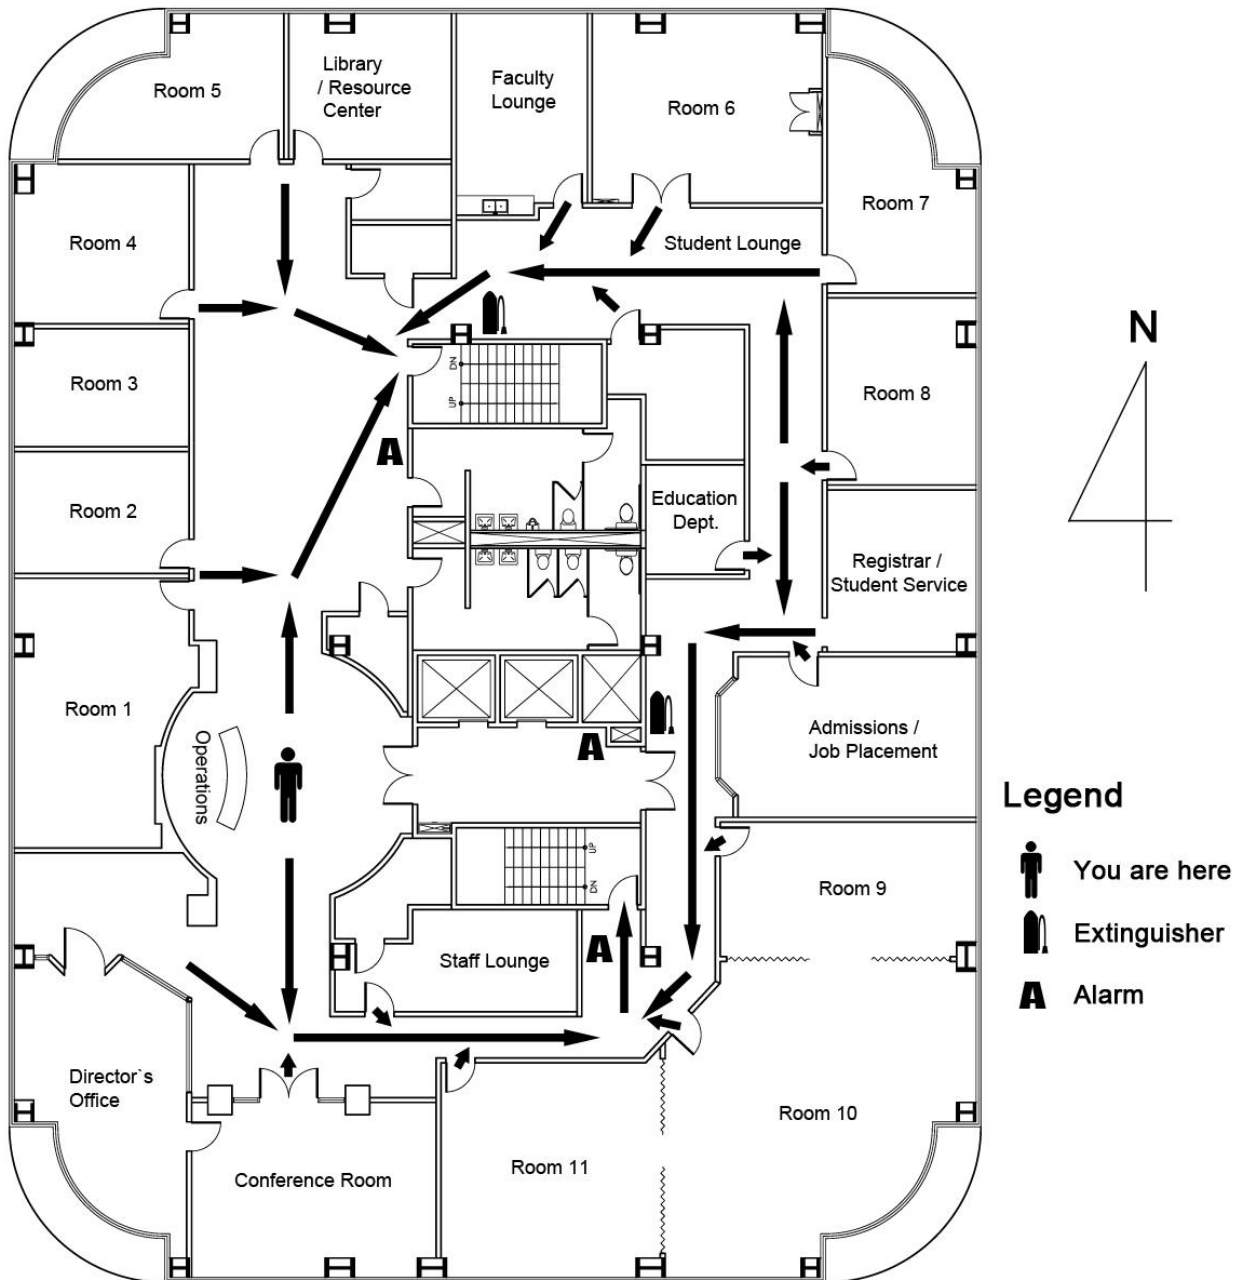 Room 5
Library
/ Resource
Center
Faculty
Lounge
Room 6
Room 7
Room 4
Student Lounge
N
DN
UP
Room 3
Room 8
A
Room 2
Education
Dept.
Registrar /
Student Service
Room 1
Operations
A
Admissions /
Job Placement
Legend
You are here
Extinguisher
A Alarm
UP
DN
Room 9
A
Staff Lounge
Director`s
Office
Room 10
Room 11
Conference Room